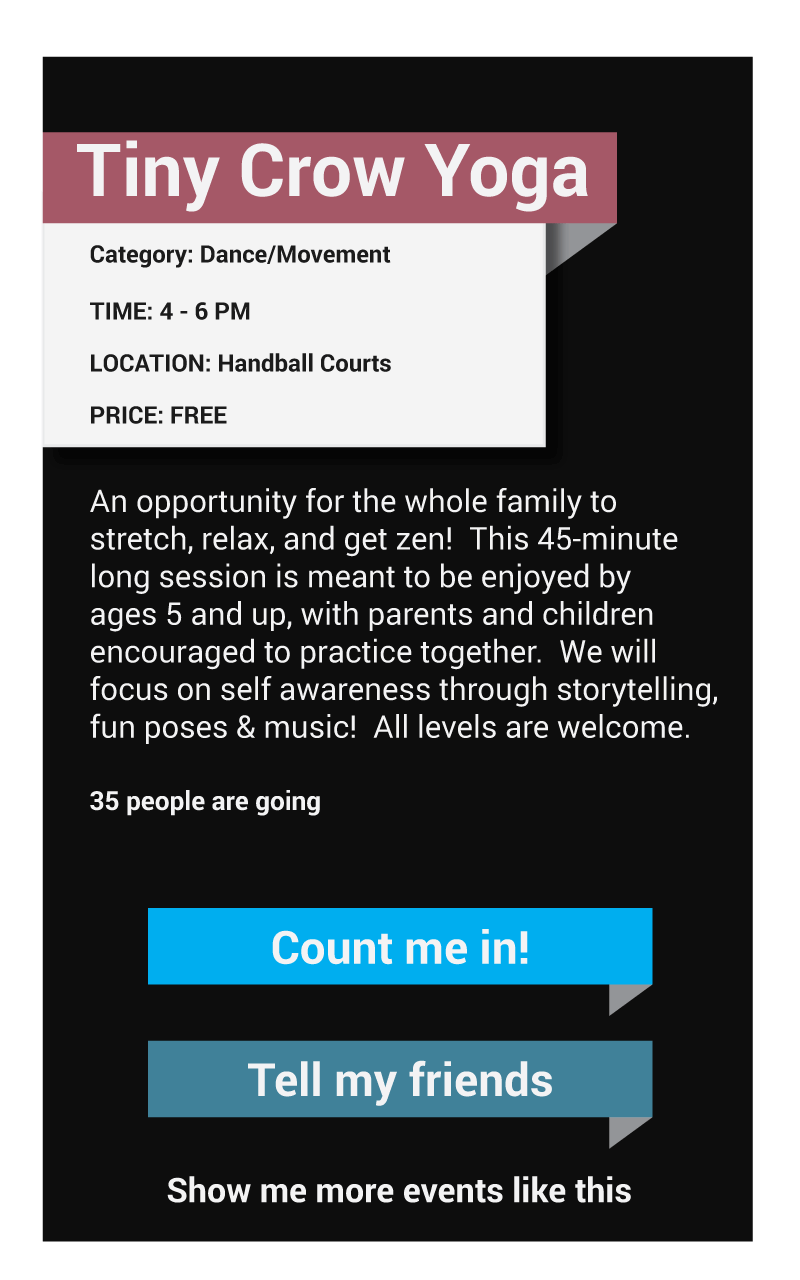 Tiny Crow Yoga
Category: Dance/Movement
TIME: 4 - 6 PM
LOCATION: Handball Courts
PRICE: FREE
An opportunity for the whole family to
stretch, relax, and get zen!  This 45-minute
long session is meant to be enjoyed by
ages 5 and up, with parents and children
encouraged to practice together.  We will
focus on self awareness through storytelling,
fun poses & music!  All levels are welcome.
35 people are going
Count me in!
Tell my friends
Show me more events like this